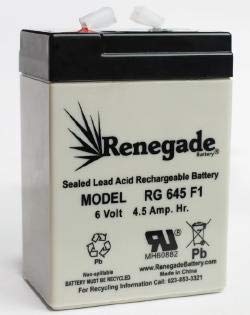 Renegade
Battery®
Sealed Lead Acid Rechargeable Battery
MODEL RG 645 F1
6 Volt 4.5 Amp. Hr.
Pb
UR
MH60882
Pb
Non-spillable
www.RenegadeBattery.com
Made in China
BATTERY MUST BE RECYCLED
For Recycling Information Call: 623-853-3321